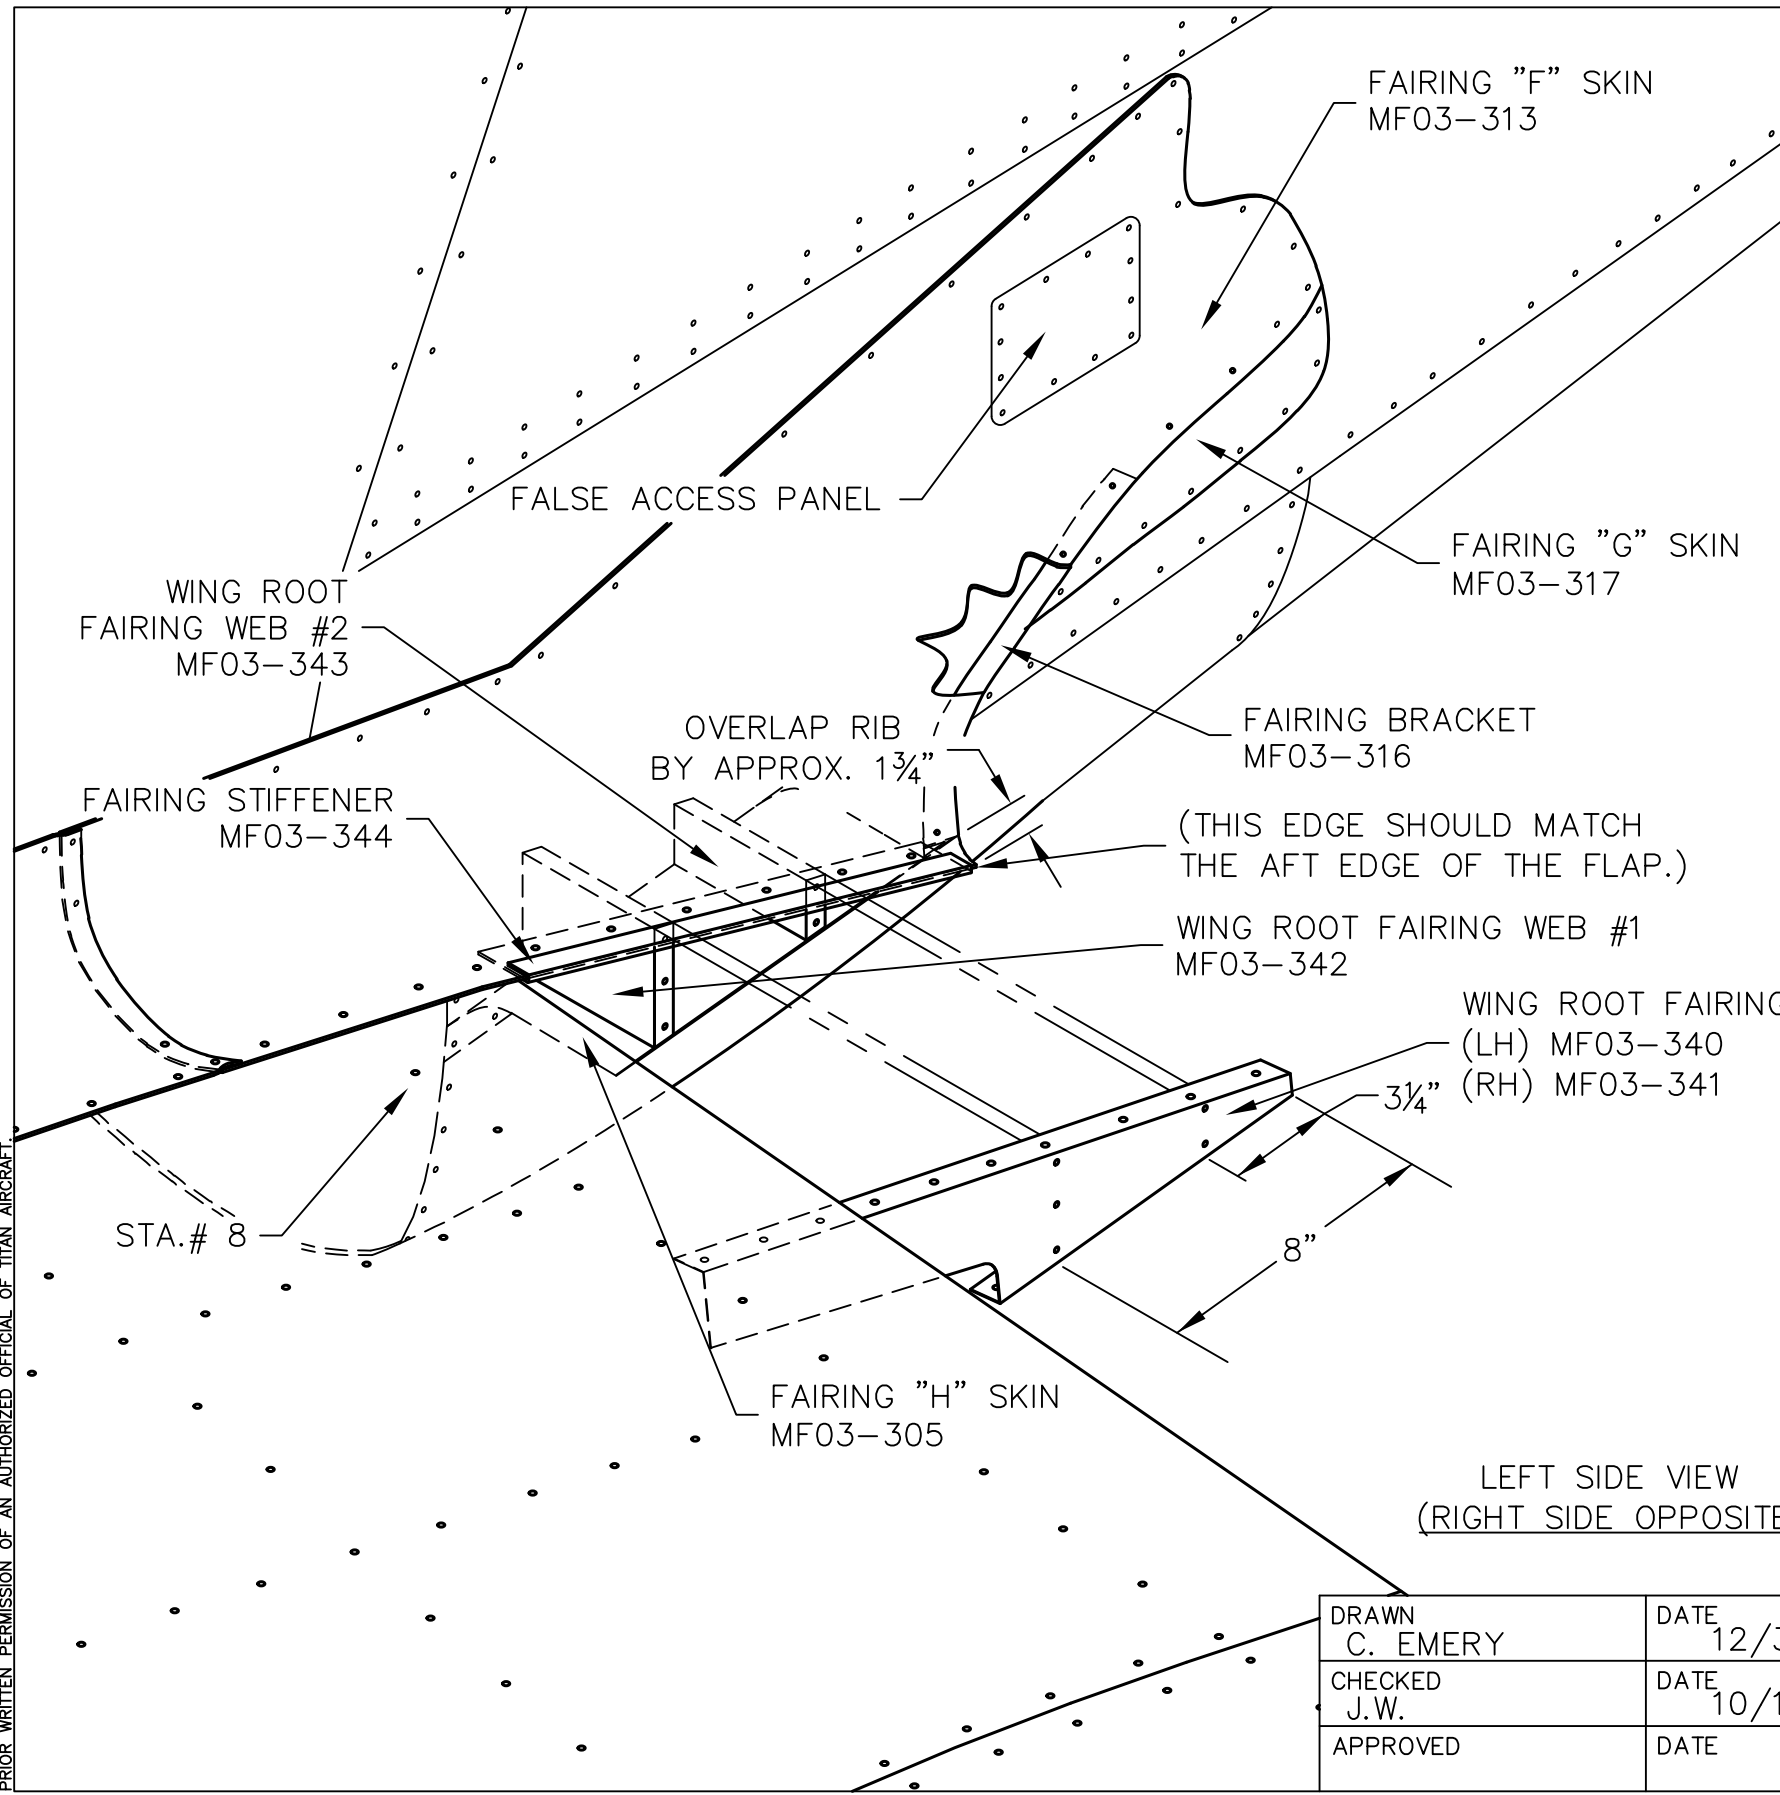 FAIRING "F" SKIN
MF03-313
FALSE ACCESS PANEL
FAIRING "G" SKIN
MF03-317
WING ROOT
FAIRING WEB #2
MF03-343
OVERLAP RIB
BY APPROX. 1¾"
FAIRING BRACKET
MF03-316
FAIRING STIFFENER
MF03-344
(THIS EDGE SHOULD MATCH
THE AFT EDGE OF THE FLAP.)
WING ROOT FAIRING WEB #1
MF03-342
WING ROOT FAIRING
(LH) MF03-340
(RH) MF03-341
3¼"
STA.# 8
8"
FAIRING "H" SKIN
MF03-305
LEFT SIDE VIEW
(RIGHT SIDE OPPOSITE
DRAWN
C. EMERY
DATE
12/3
CHECKED
J.W.
DATE
10/1
APPROVED
DATE
PRIOR WRITTEN PERMISSION OF AN AUTHORIZED OFFICIAL OF TITAN AIRCRAFT.